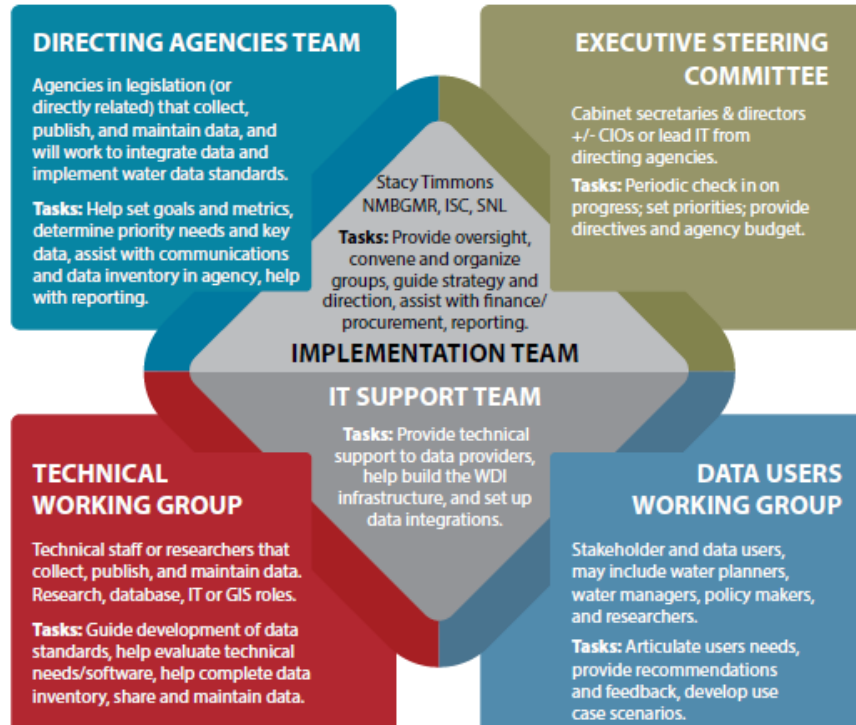 DIRECTING AGENCIES TEAM
Agencies in legislation (or
directly related) that collect,
publish, and maintain data, and
will work to integrate data and
implement water data standards.
Tasks: Help set goals and metrics,
determine priority needs and key
data, assist with communications
and data inventory in agency, help
with reporting.
EXECUTIVE STEERING
COMMITTEE
Cabinet secretaries & directors
+/- CIOs or lead IT from
directing agencies.
Tasks: Periodic check in on
progress; set priorities; provide
directives and agency budget.
Stacy Timmons
NMBGMR, ISC, SNL
Tasks: Provide oversight,
convene and organize
groups, guide strategy and
direction, assist with finance/
procurement, reporting.
IMPLEMENTATION TEAM
IT SUPPORT TEAM
Tasks: Provide technical
support to data providers,
help build the WDI
infrastructure, and set up
data integrations.
TECHNICAL
WORKING GROUP
Technical staff or researchers that
collect, publish, and maintain data.
Research, database, IT or GIS roles.
Tasks: Guide development of data
standards, help evaluate technical
needs/software, help complete data
inventory, share and maintain data.
DATA USERS
WORKING GROUP
Stakeholder and data users,
may include water planners,
water managers, policy makers,
and researchers.
Tasks: Articulate users needs,
provide recommendations
and feedback, develop use
case scenarios.